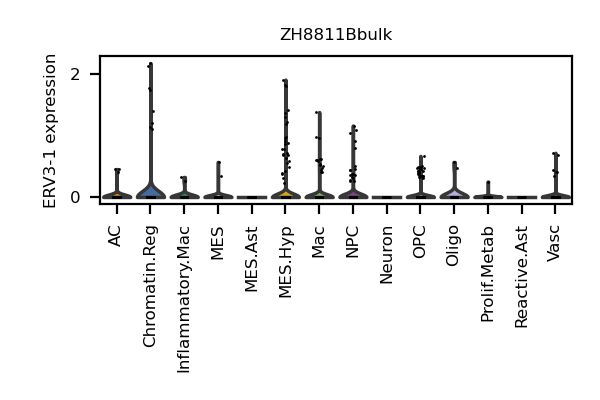 ZH8811Bbulk
ERV3-1 expression
2
0
AC
Chromatin.Reg
Inflammatory.Mac
MES
MES.Ast
MES.Hyp
Mac
NPC
Neuron
OPC
Oligo
Prolif.Metab
Reactive.Ast
Vasc